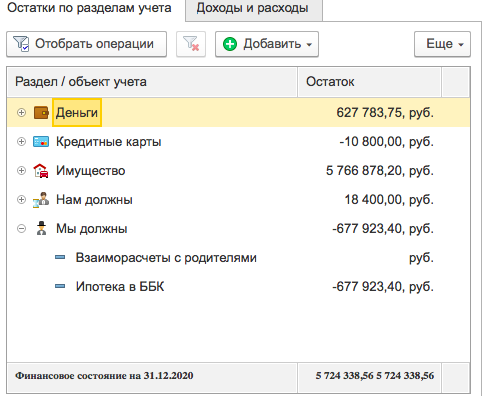 Остатки по разделам учета Доходы и расходы
Отобрать операции Добавить Еще
Раздел / объект учета Остаток
Деньги 627 783,75, руб.
Кредитные карты -10 800,00, руб.
Имущество 5 766 878,20, руб.
Нам должны 18 400,00, руб.
Мы должны -677 923,40, руб.
Взаиморасчеты с родителями руб.
Ипотека в ББК -677 923,40, руб.
Финансовое состояние на 31.12.2020 5 724 338,56 5 724 338,56